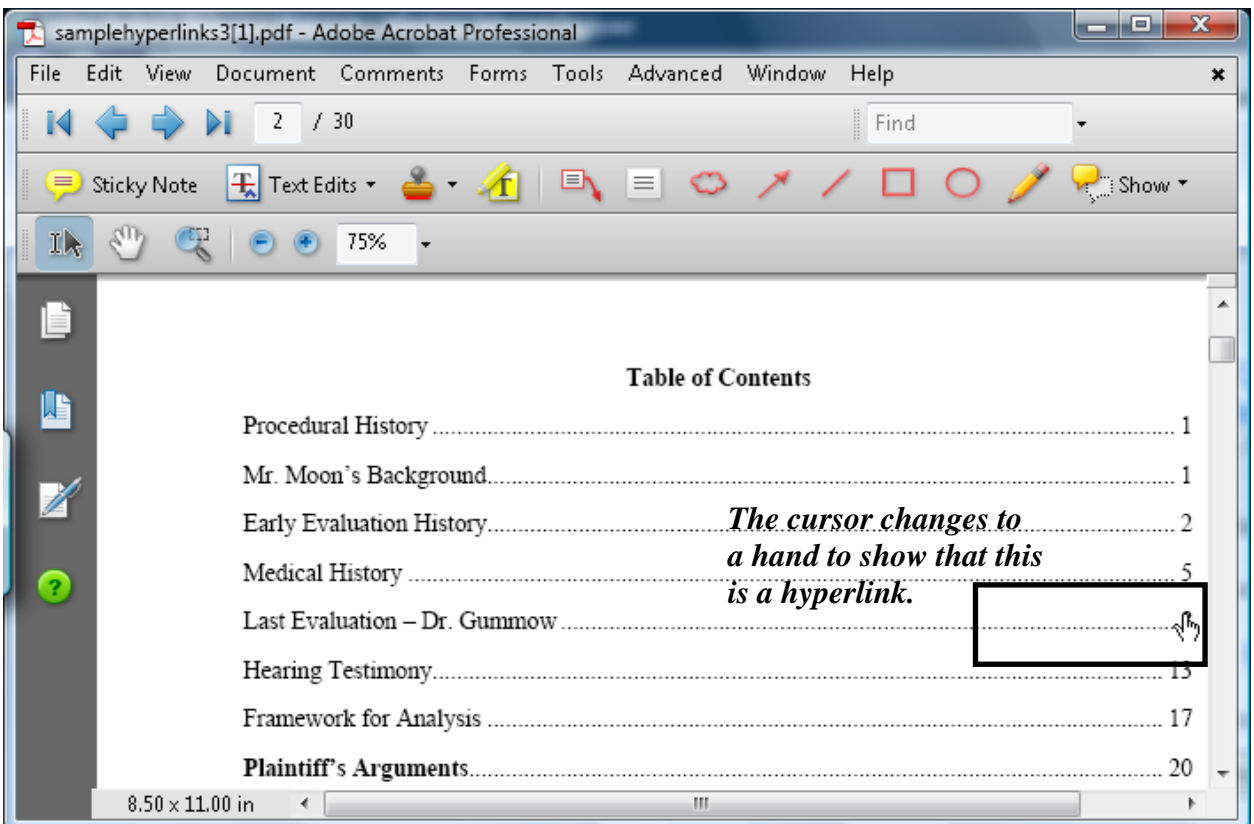 samplehyperlinks3[1].pdf - Adobe Acrobat Professional
File Edit View Document Comments Forms Tools Advanced Window Help
2 / 30 Find
Sticky Note Text Edits Show
75%
Table of Contents
Procedural History.......... 1
Mr. Moon's Background.......... 1
Early Evaluation History.......... 2
Medical History.......... 5
Last Evaluation – Dr. Gummow..........
Hearing Testimony.......... 13
Framework for Analysis.......... 17
Plaintiff's Arguments.......... 20
The cursor changes to
a hand to show that this
is a hyperlink.
8.50 x 11.00 in